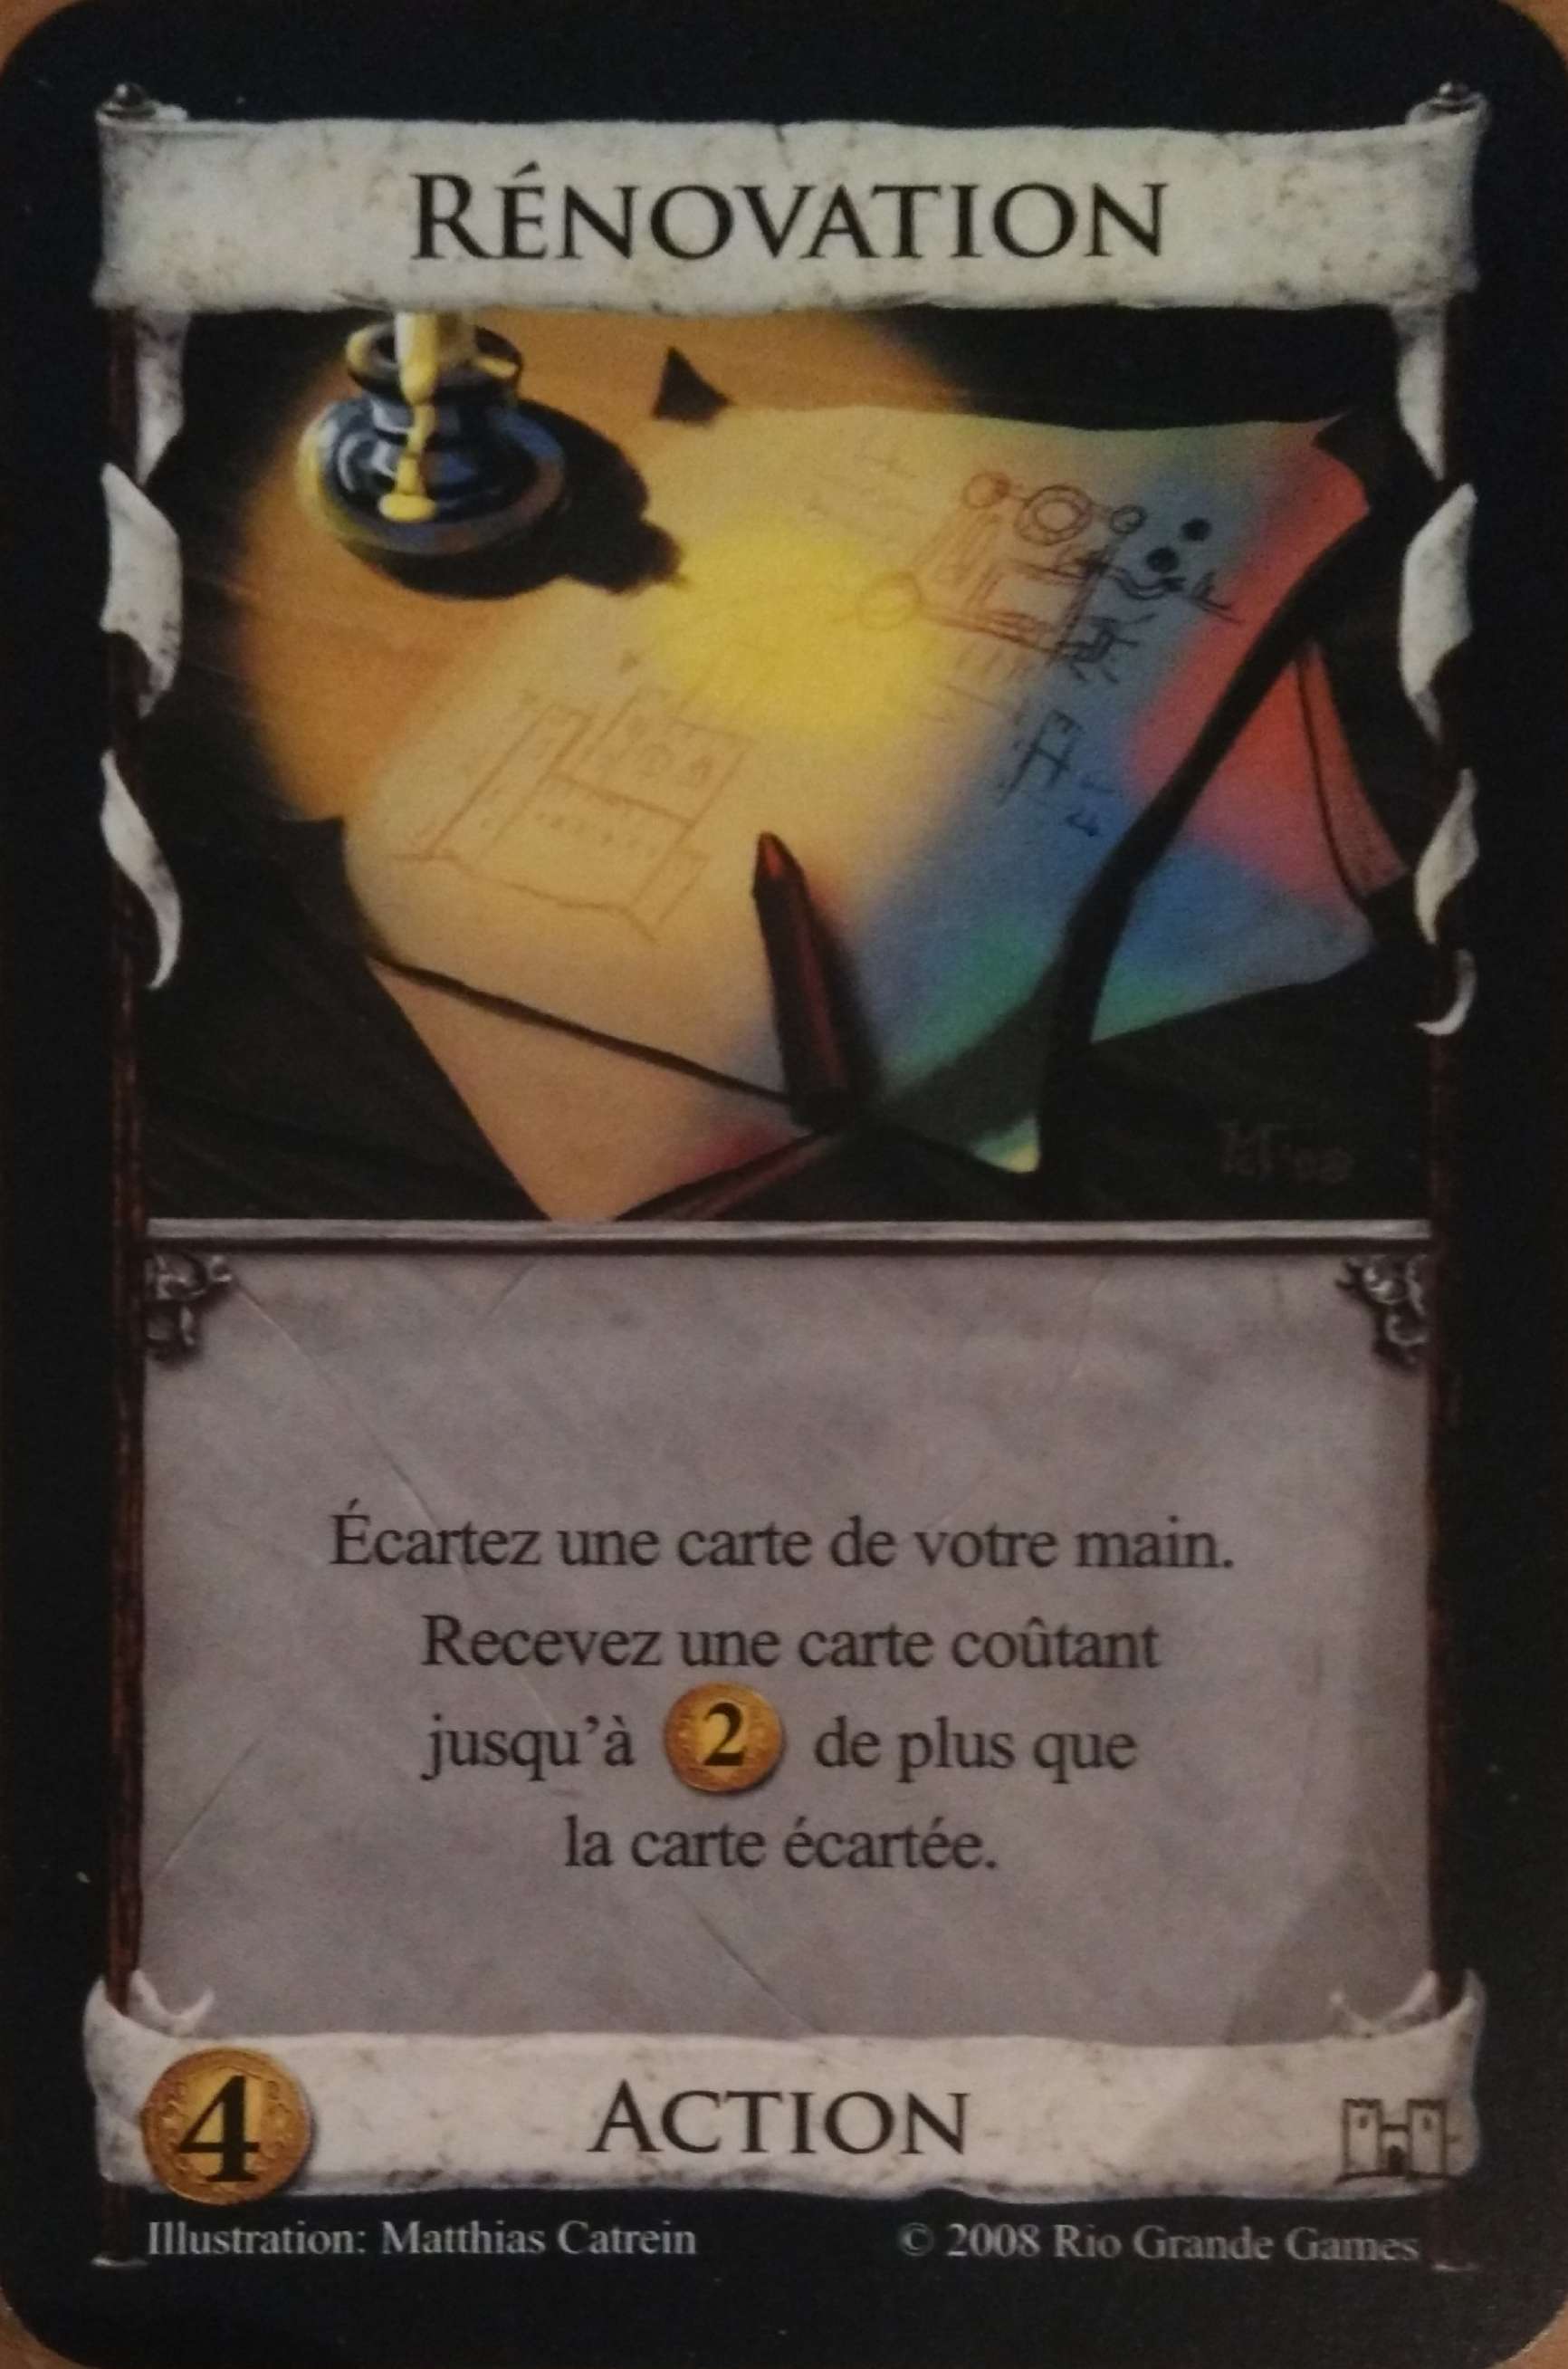 RÉNOVATION
Écartez une carte de votre main.
Recevez une carte coûtant
jusqu'à 2 de plus que
la carte écartée.
4 ACTION
Illustration: Matthias Catrein © 2008 Rio Grande Games